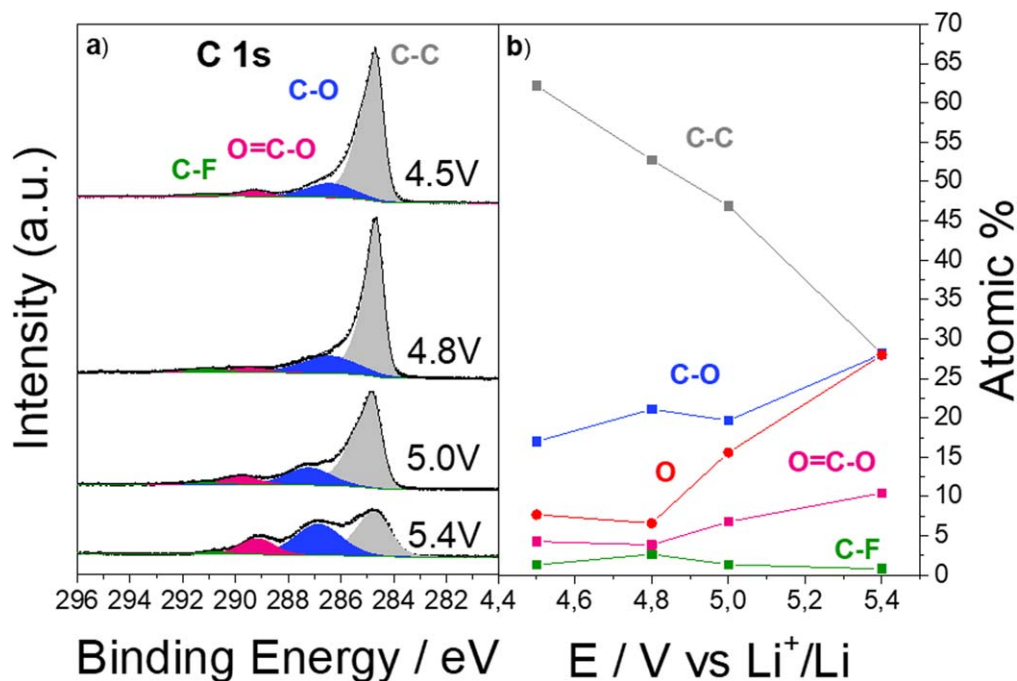 a)
C 1s
C-C
C-O
O=C-O
C-F
4.5V
4.8V
5.0V
5.4V
Intensity (a.u.)
296 294 292 290 288 286 284 282
Binding Energy / eV
b)
C-C
C-O
O
O=C-O
C-F
70
65
60
55
50
45
40
35
30
25
20
15
10
5
0
Atomic %
4,4 4,6 4,8 5,0 5,2 5,4
E / V vs Li⁺/Li